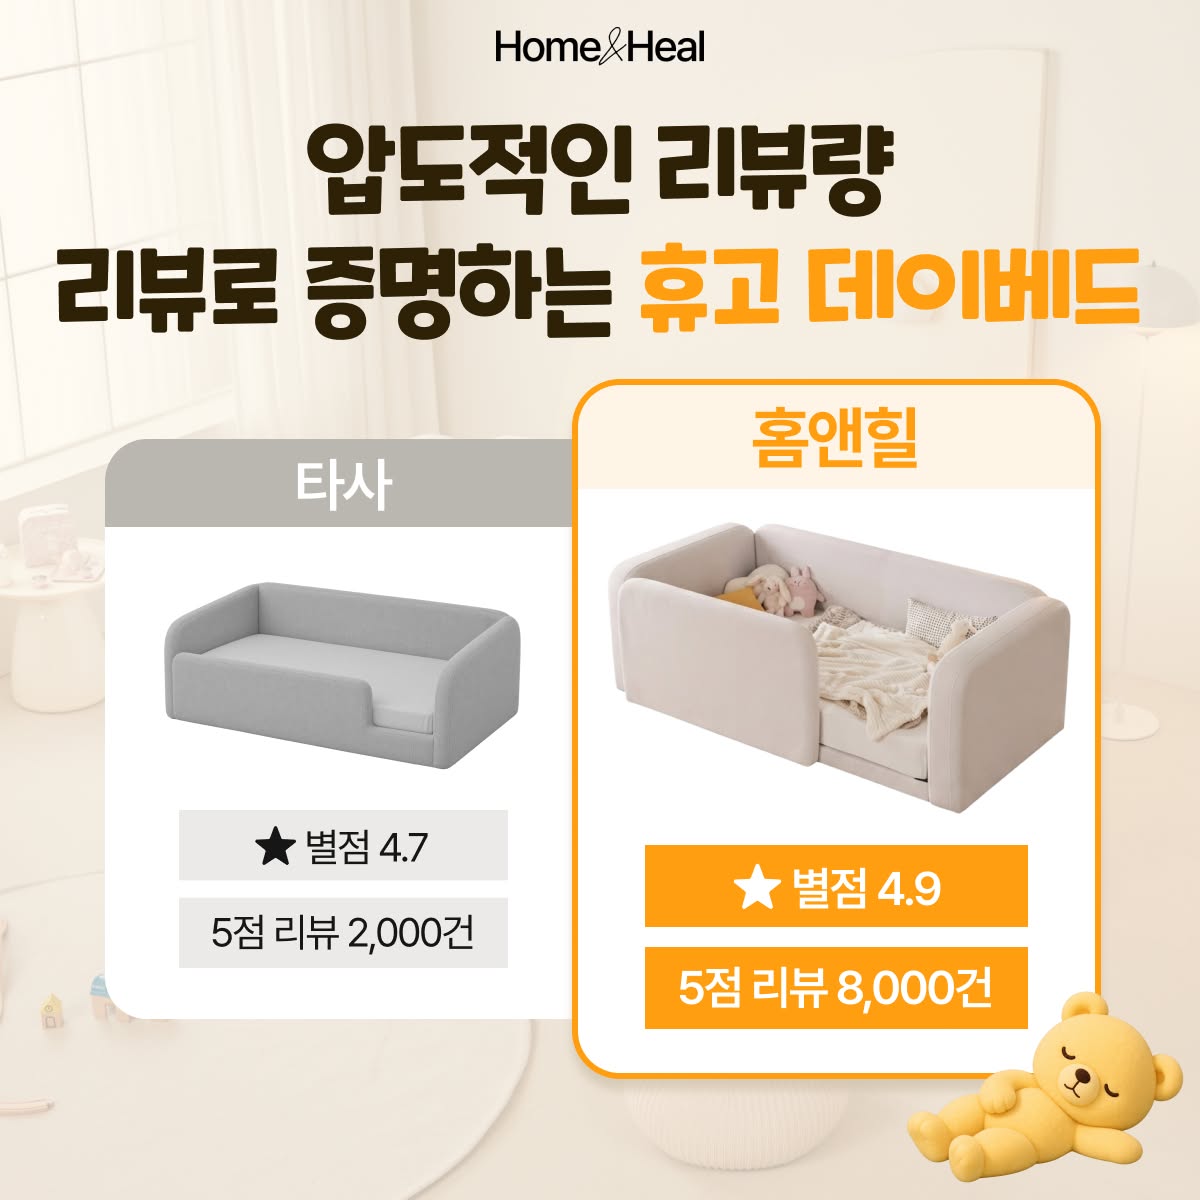 Home&Heal
압도적인 리뷰량
리뷰로 증명하는 휴고 데이베드
타사
★ 별점 4.7
5점 리뷰 2,000건
홈앤힐
★ 별점 4.9
5점 리뷰 8,000건